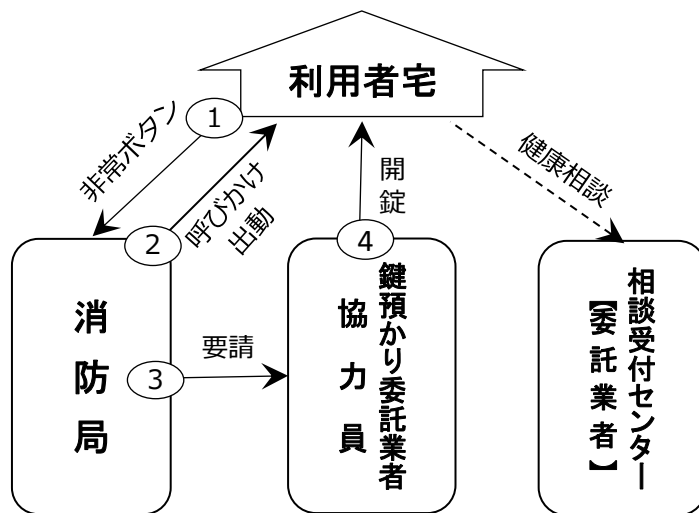 利用者宅
1
非常ボタン
呼びかけ
出動
2
開錠
健康相談
4
消防局
3
要請
鍵預かり委託業者
協力員
相談受付センター
【委託業者】